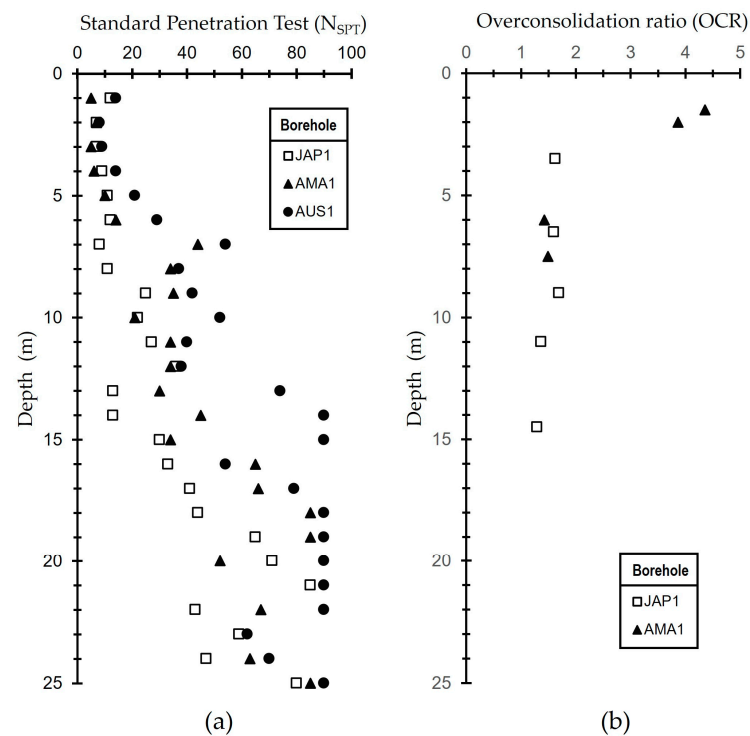 Standard Penetration Test (NSPT)
0 20 40 60 80 100
0
5
10
15
20
25
Depth (m)
Borehole
JAP1
AMA1
AUS1
(a)
Overconsolidation ratio (OCR)
0 1 2 3 4 5
0
5
10
15
20
25
Depth (m)
Borehole
JAP1
AMA1
(b)